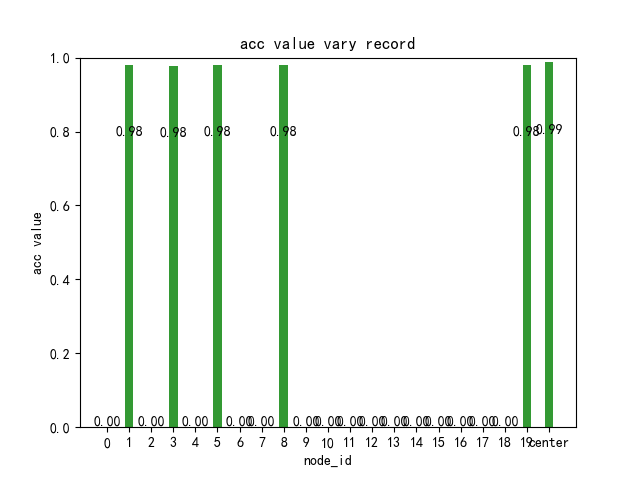 acc value vary record
1.0
0.8
0.6
0.4
0.2
0.0
acc value
0.98 0.98 0.98 0.98 0.98 0.99
0.00 0.00 0.00 0.00 0.00 0.00 0.00 0.00 0.00 0.00 0.00 0.00 0.00 0.00 0.00
0 1 2 3 4 5 6 7 8 9 10 11 12 13 14 15 16 17 18 19 center
node_id